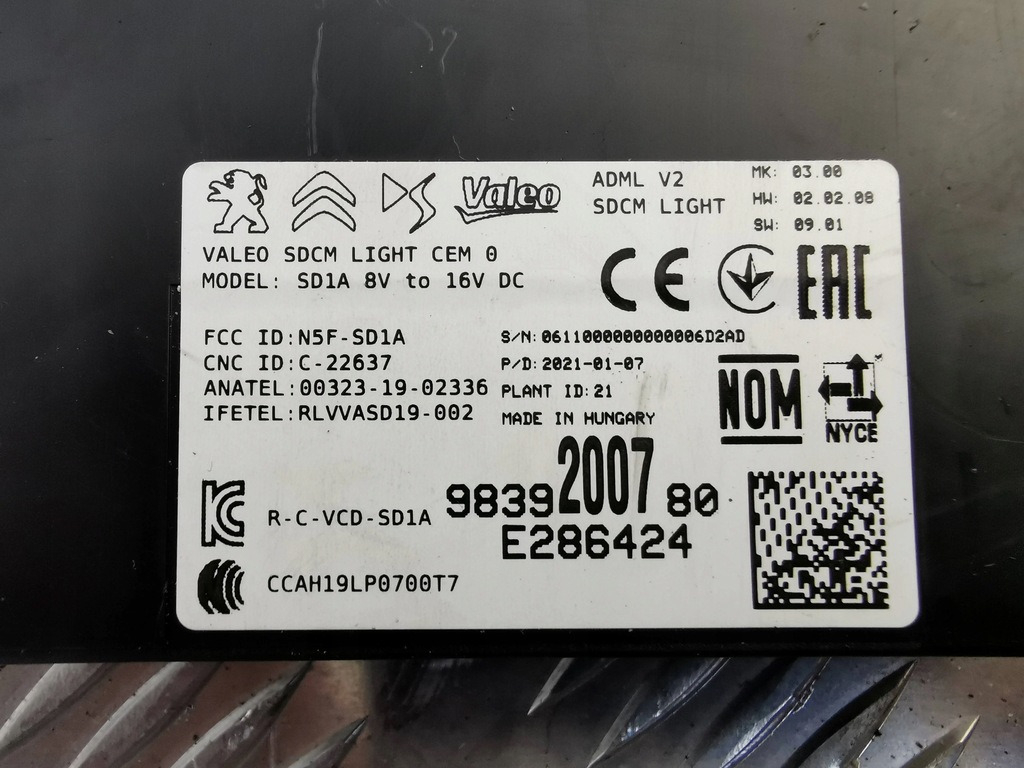 DS Valeo ADML V2 MK: 03.00
SDCM LIGHT HW: 02.02.08
SW: 09.01
VALEO SDCM LIGHT CEM 0
MODEL: SD1A 8V to 16V DC
CE EAC
FCC ID:N5F-SD1A S/N:0611000000000006D2AD
CNC ID:C-22637 P/D:2021-01-07
ANATEL:00323-19-02336 PLANT ID:21
IFETEL:RLVVASD19-002 MADE IN HUNGARY
NOM
NYCE
KC R-C-VCD-SD1A 9839200780
E286424
CCAH19LP0700T7